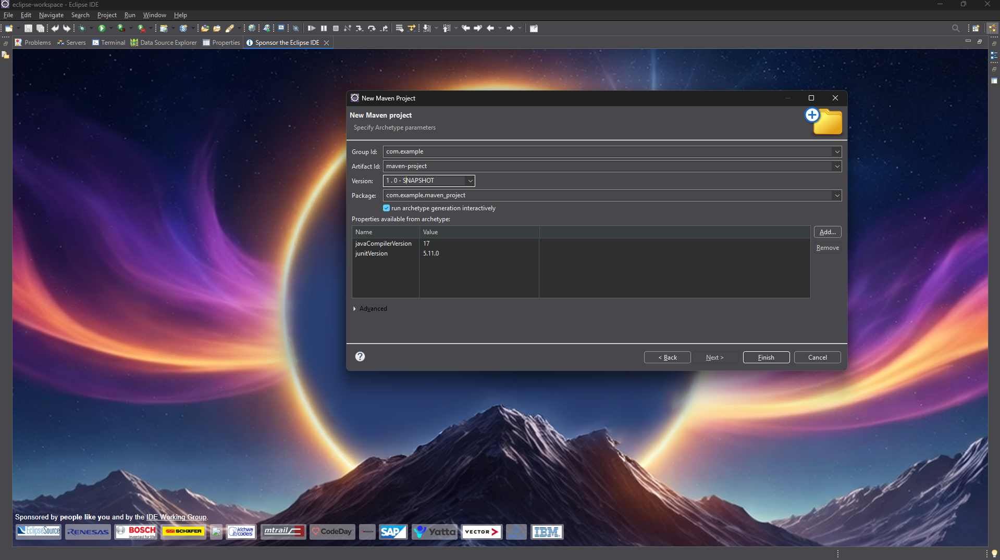 eclipse-workspace - Eclipse IDE
File Edit Navigate Search Project Run Window Help
Problems Servers Terminal Data Source Explorer Properties Sponsor the Eclipse IDE
New Maven Project
New Maven project
Specify Archetype parameters
Group Id: com.example
Artifact Id: maven-project
Version: 1 . 0 - SNAPSHOT
Package: com.example.maven_project
run archetype generation interactively
Properties available from archetype:
Name Value
Add...
javaCompilerVersion 17
Remove
junitVersion 5.11.0
Advanced
< Back Next > Finish Cancel
Sponsored by people like you and by the IDE Working Group.
EclipseSource RENESAS BOSCH Invented for life SSI SCHÄFER kichwa coders mtrail CodeDay SAP Yatta VECTOR IBM